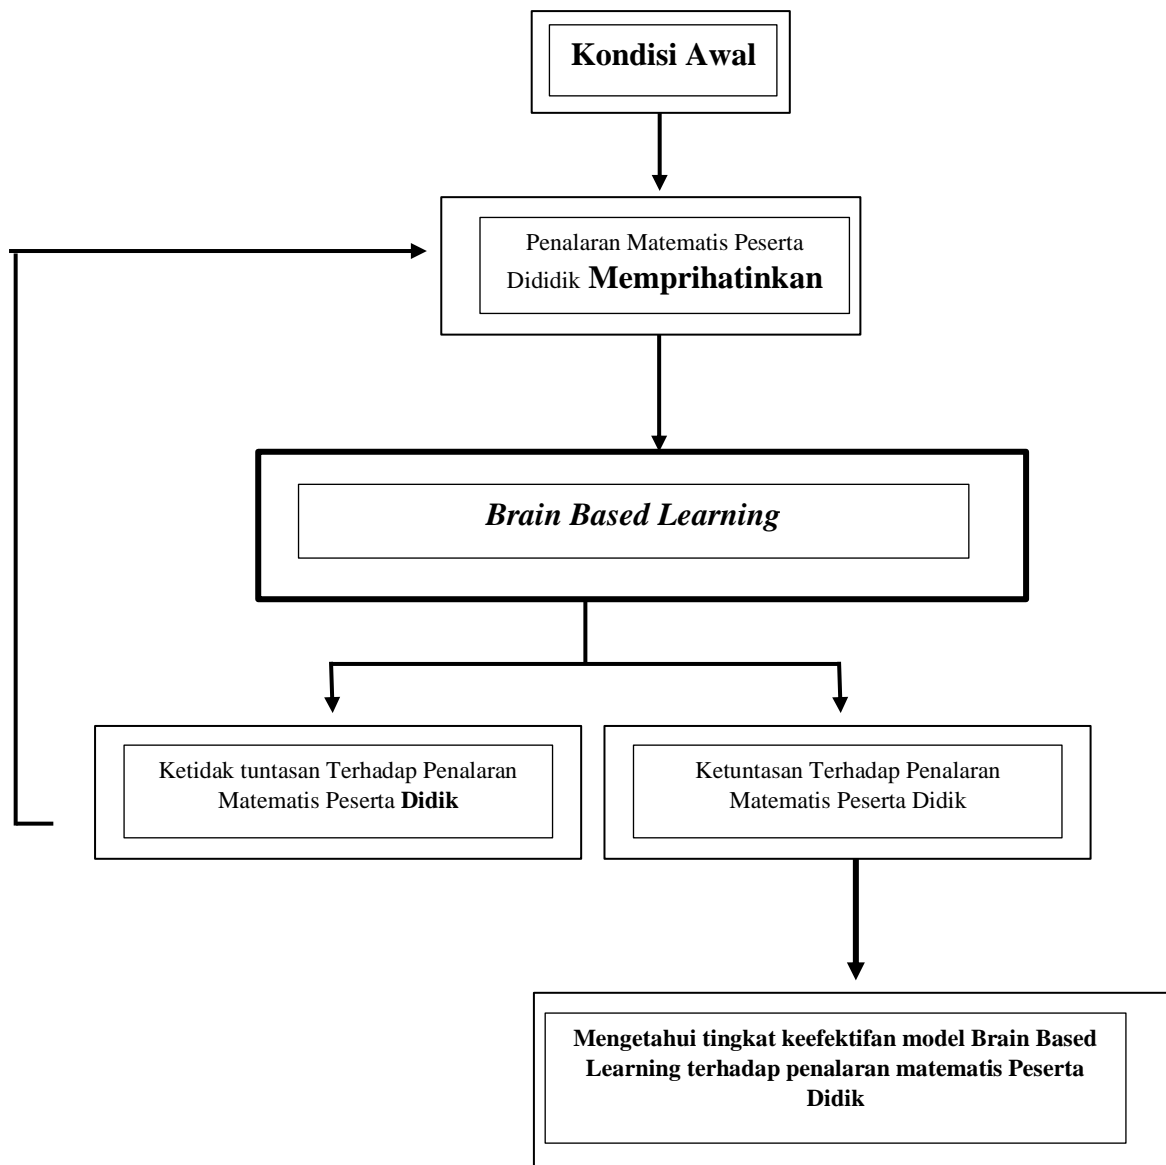 Kondisi Awal
Penalaran Matematis Peserta
Dididik Memprihatinkan
Brain Based Learning
Ketidak tuntasan Terhadap Penalaran
Matematis Peserta Didik
Ketuntasan Terhadap Penalaran
Matematis Peserta Didik
Mengetahui tingkat keefektifan model Brain Based
Learning terhadap penalaran matematis Peserta
Didik